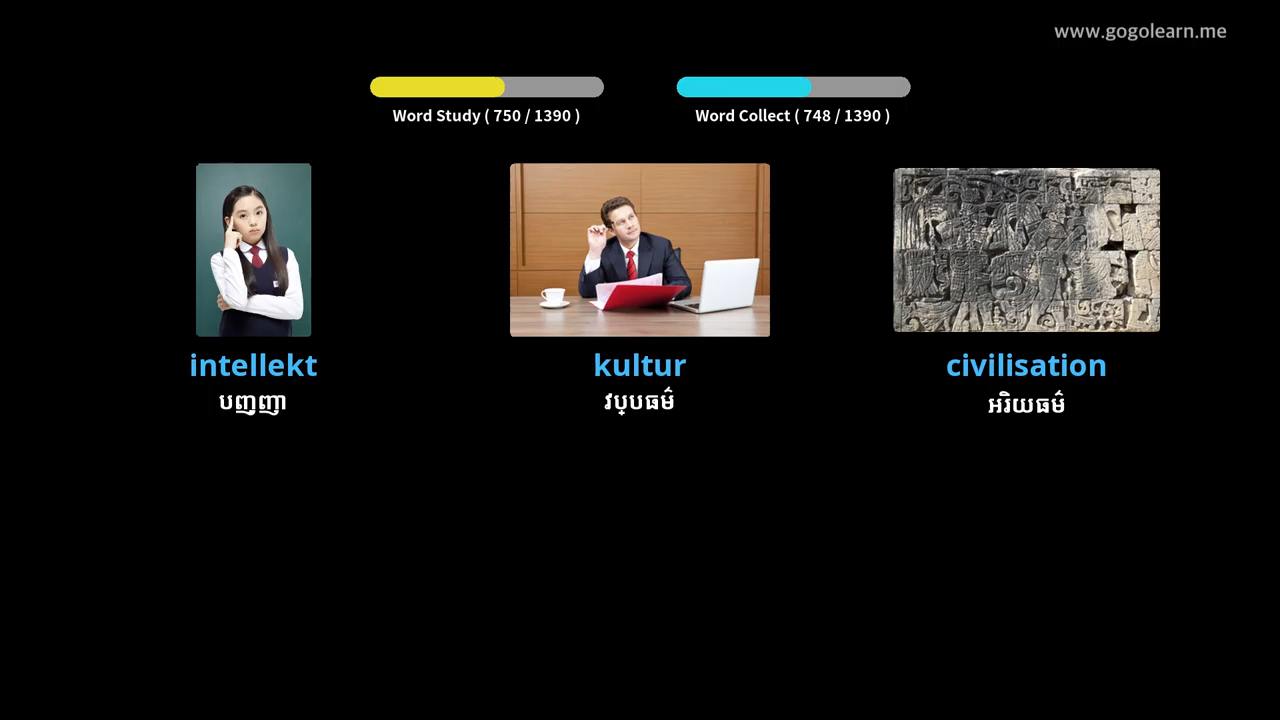 www.gogolearn.me
Word Study ( 750 / 1390 )
Word Collect ( 748 / 1390 )
intellekt
kultur
civilisation
បញ្ញា
វប្បធម៌
អរិយធម៌